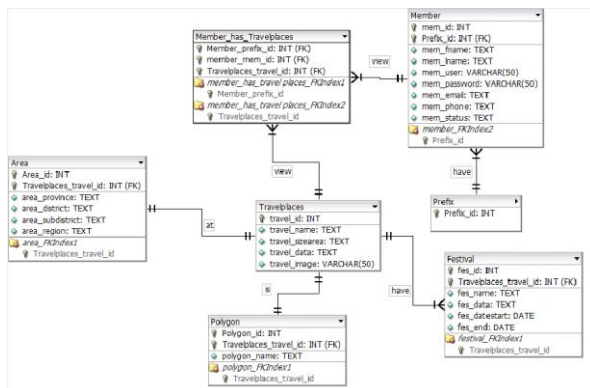 Member_has_Travelplaces
Member_prefix_id: INT (FK)
member_mem_id: INT (FK)
Travelplaces_travel_id: INT (FK)
member_has_travel places_FKIndex1
Member_prefix_id
member_has_travel places_FKIndex2
Travelplaces_travel_id
view
Member
mem_id: INT
Prefix_id: INT (FK)
mem_fname: TEXT
mem_lname: TEXT
mem_user: VARCHAR(50)
mem_password: VARCHAR(50)
mem_email: TEXT
mem_phone: TEXT
mem_status: TEXT
member_FKIndex2
Prefix_id
view
have
Area
Area_id: INT
Travelplaces_travel_id: INT (FK)
area_province: TEXT
area_district: TEXT
area_subdistrict: TEXT
area_region: TEXT
area_FKIndex1
Travelplaces_travel_id
at
Travelplaces
travel_id: INT
travel_name: TEXT
travel_sizearea: TEXT
travel_data: TEXT
travel_image: VARCHAR(50)
Prefix
Prefix_id: INT
is
have
Festival
fes_id: INT
Travelplaces_travel_id: INT (FK)
fes_name: TEXT
fes_data: TEXT
fes_datestart: DATE
fes_end: DATE
festival_FKIndex1
Travelplaces_travel_id
Polygon
Polygon_id: INT
Travelplaces_travel_id: INT (FK)
polygon_name: TEXT
polygon_FKIndex1
Travelplaces_travel_id